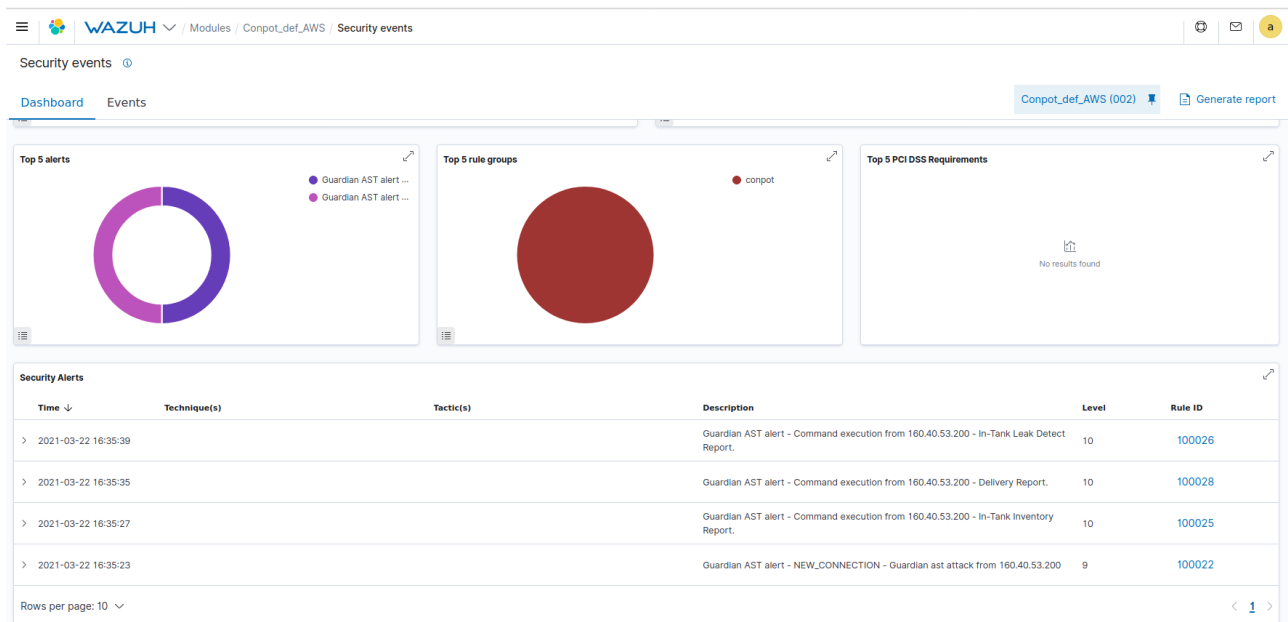 WAZUH / Modules / Conpot_def_AWS / Security events
a
Security events
Dashboard Events
Conpot_def_AWS (002) Generate report
Top 5 alerts
Guardian AST alert ...
Guardian AST alert ...
Top 5 rule groups
conpot
Top 5 PCI DSS Requirements
No results found
Security Alerts
Time Technique(s) Tactic(s) Description Level Rule ID
2021-03-22 16:35:39 Guardian AST alert - Command execution from 160.40.53.200 - In-Tank Leak Detect 10 100026
Report.
2021-03-22 16:35:35 Guardian AST alert - Command execution from 160.40.53.200 - Delivery Report. 10 100028
2021-03-22 16:35:27 Guardian AST alert - Command execution from 160.40.53.200 - In-Tank Inventory 10 100025
Report.
2021-03-22 16:35:23 Guardian AST alert - NEW_CONNECTION - Guardian ast attack from 160.40.53.200 9 100022
Rows per page: 10 < 1 >